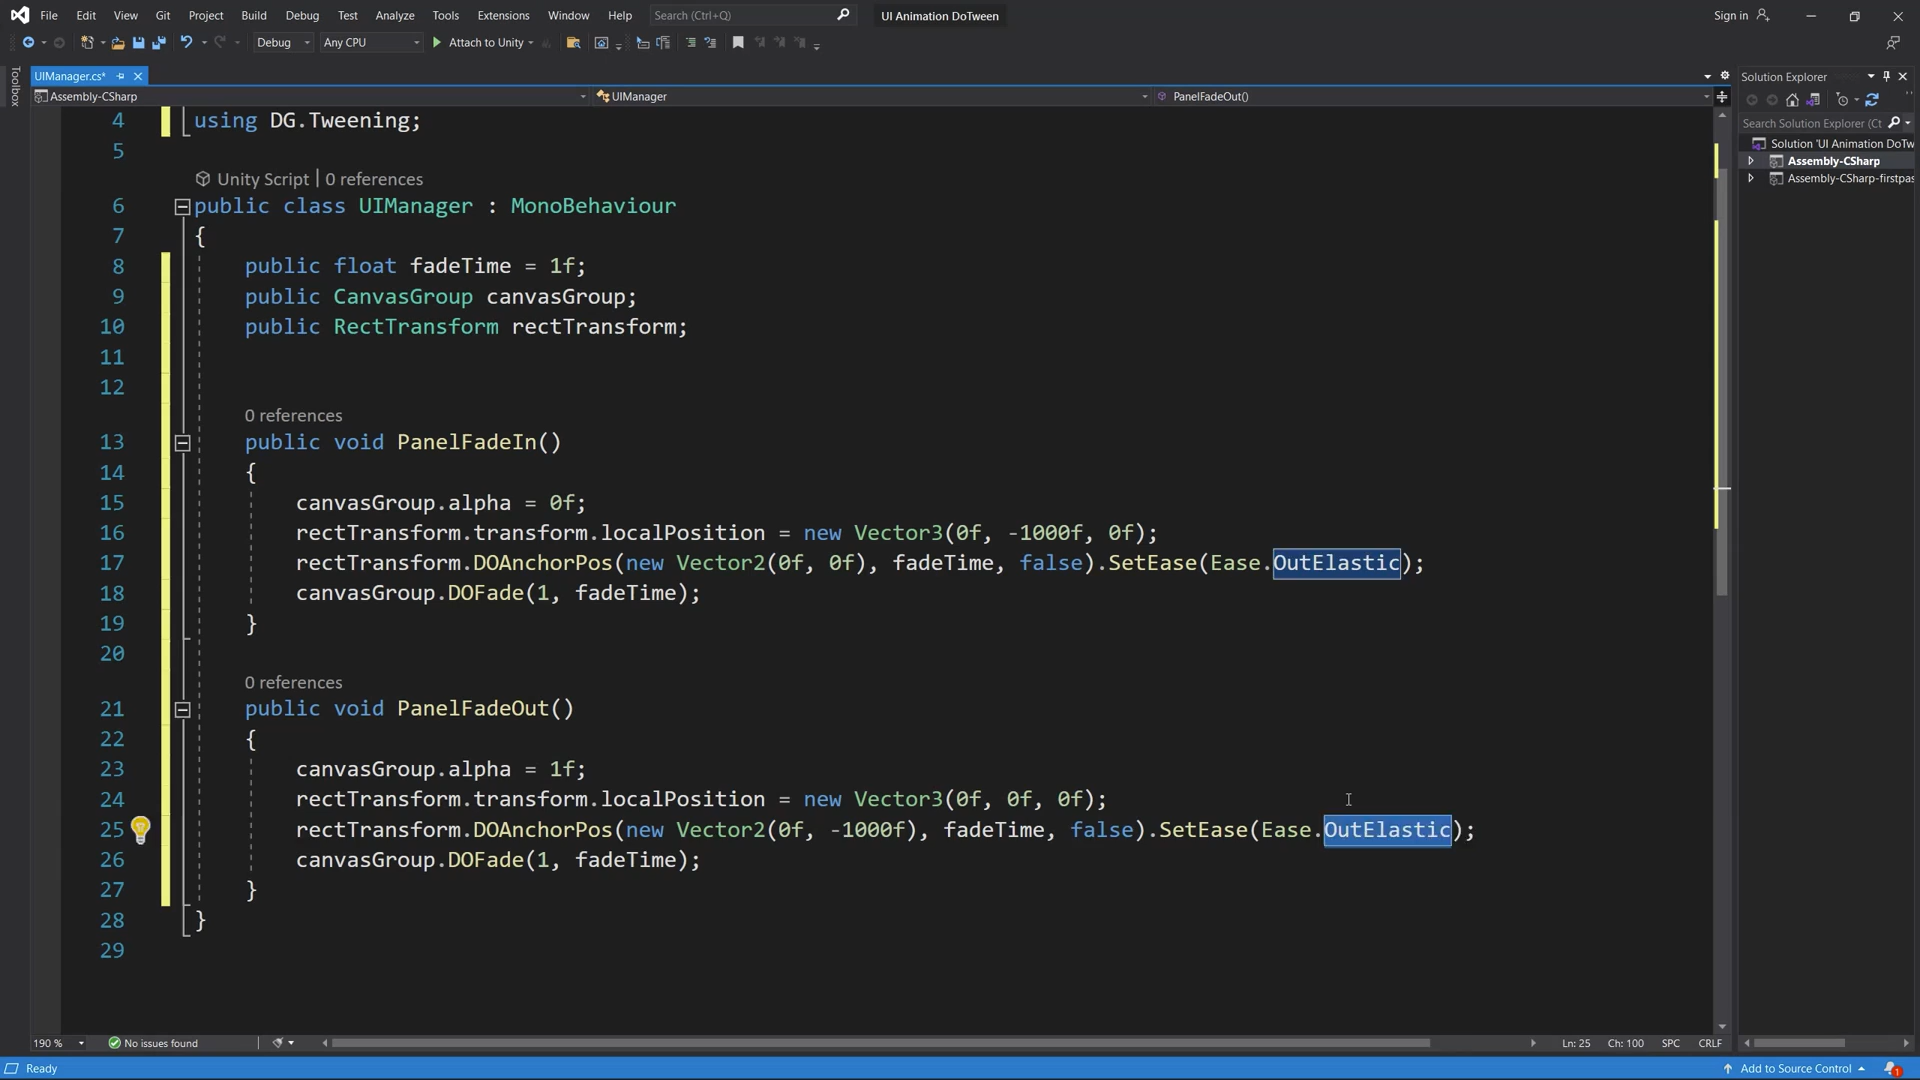 File Edit View Git Project Build Debug Test Analyze Tools Extensions Window Help Search (Ctrl+Q) UI Animation DoTween Sign in
Debug Any CPU Attach to Unity
Toolbox
UIManager.cs* Solution Explorer
Assembly-CSharp UIManager PanelFadeOut()
Search Solution Explorer (Ct
Solution 'UI Animation DoTw
Assembly-CSharp
Assembly-CSharp-firstpas
4 using DG.Tweening;
5
Unity Script | 0 references
6 public class UIManager : MonoBehaviour
7 {
8 public float fadeTime = 1f;
9 public CanvasGroup canvasGroup;
10 public RectTransform rectTransform;
11
12
0 references
13 public void PanelFadeIn()
14 {
15 canvasGroup.alpha = 0f;
16 rectTransform.transform.localPosition = new Vector3(0f, -1000f, 0f);
17 rectTransform.DOAnchorPos(new Vector2(0f, 0f), fadeTime, false).SetEase(Ease.OutElastic);
18 canvasGroup.DOFade(1, fadeTime);
19 }
20
0 references
21 public void PanelFadeOut()
22 {
23 canvasGroup.alpha = 1f;
24 rectTransform.transform.localPosition = new Vector3(0f, 0f, 0f);
25 rectTransform.DOAnchorPos(new Vector2(0f, -1000f), fadeTime, false).SetEase(Ease.OutElastic);
26 canvasGroup.DOFade(1, fadeTime);
27 }
28 }
29
190 % No issues found Ln: 25 Ch: 100 SPC CRLF
Ready Add to Source Control 1